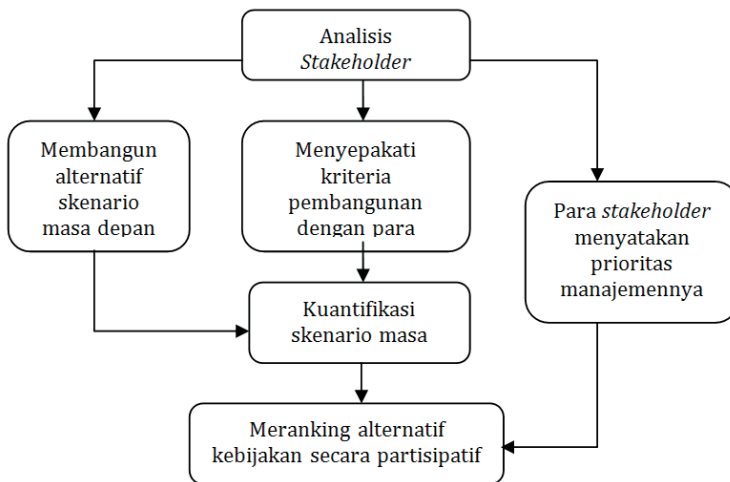 Analisis
Stakeholder
Membangun
alternatif
skenario
masa depan
Menyepakati
kriteria
pembangunan
dengan para
Para stakeholder
menyatakan
prioritas
manajemennya
Kuantifikasi
skenario masa
Meranking alternatif
kebijakan secara partisipatif